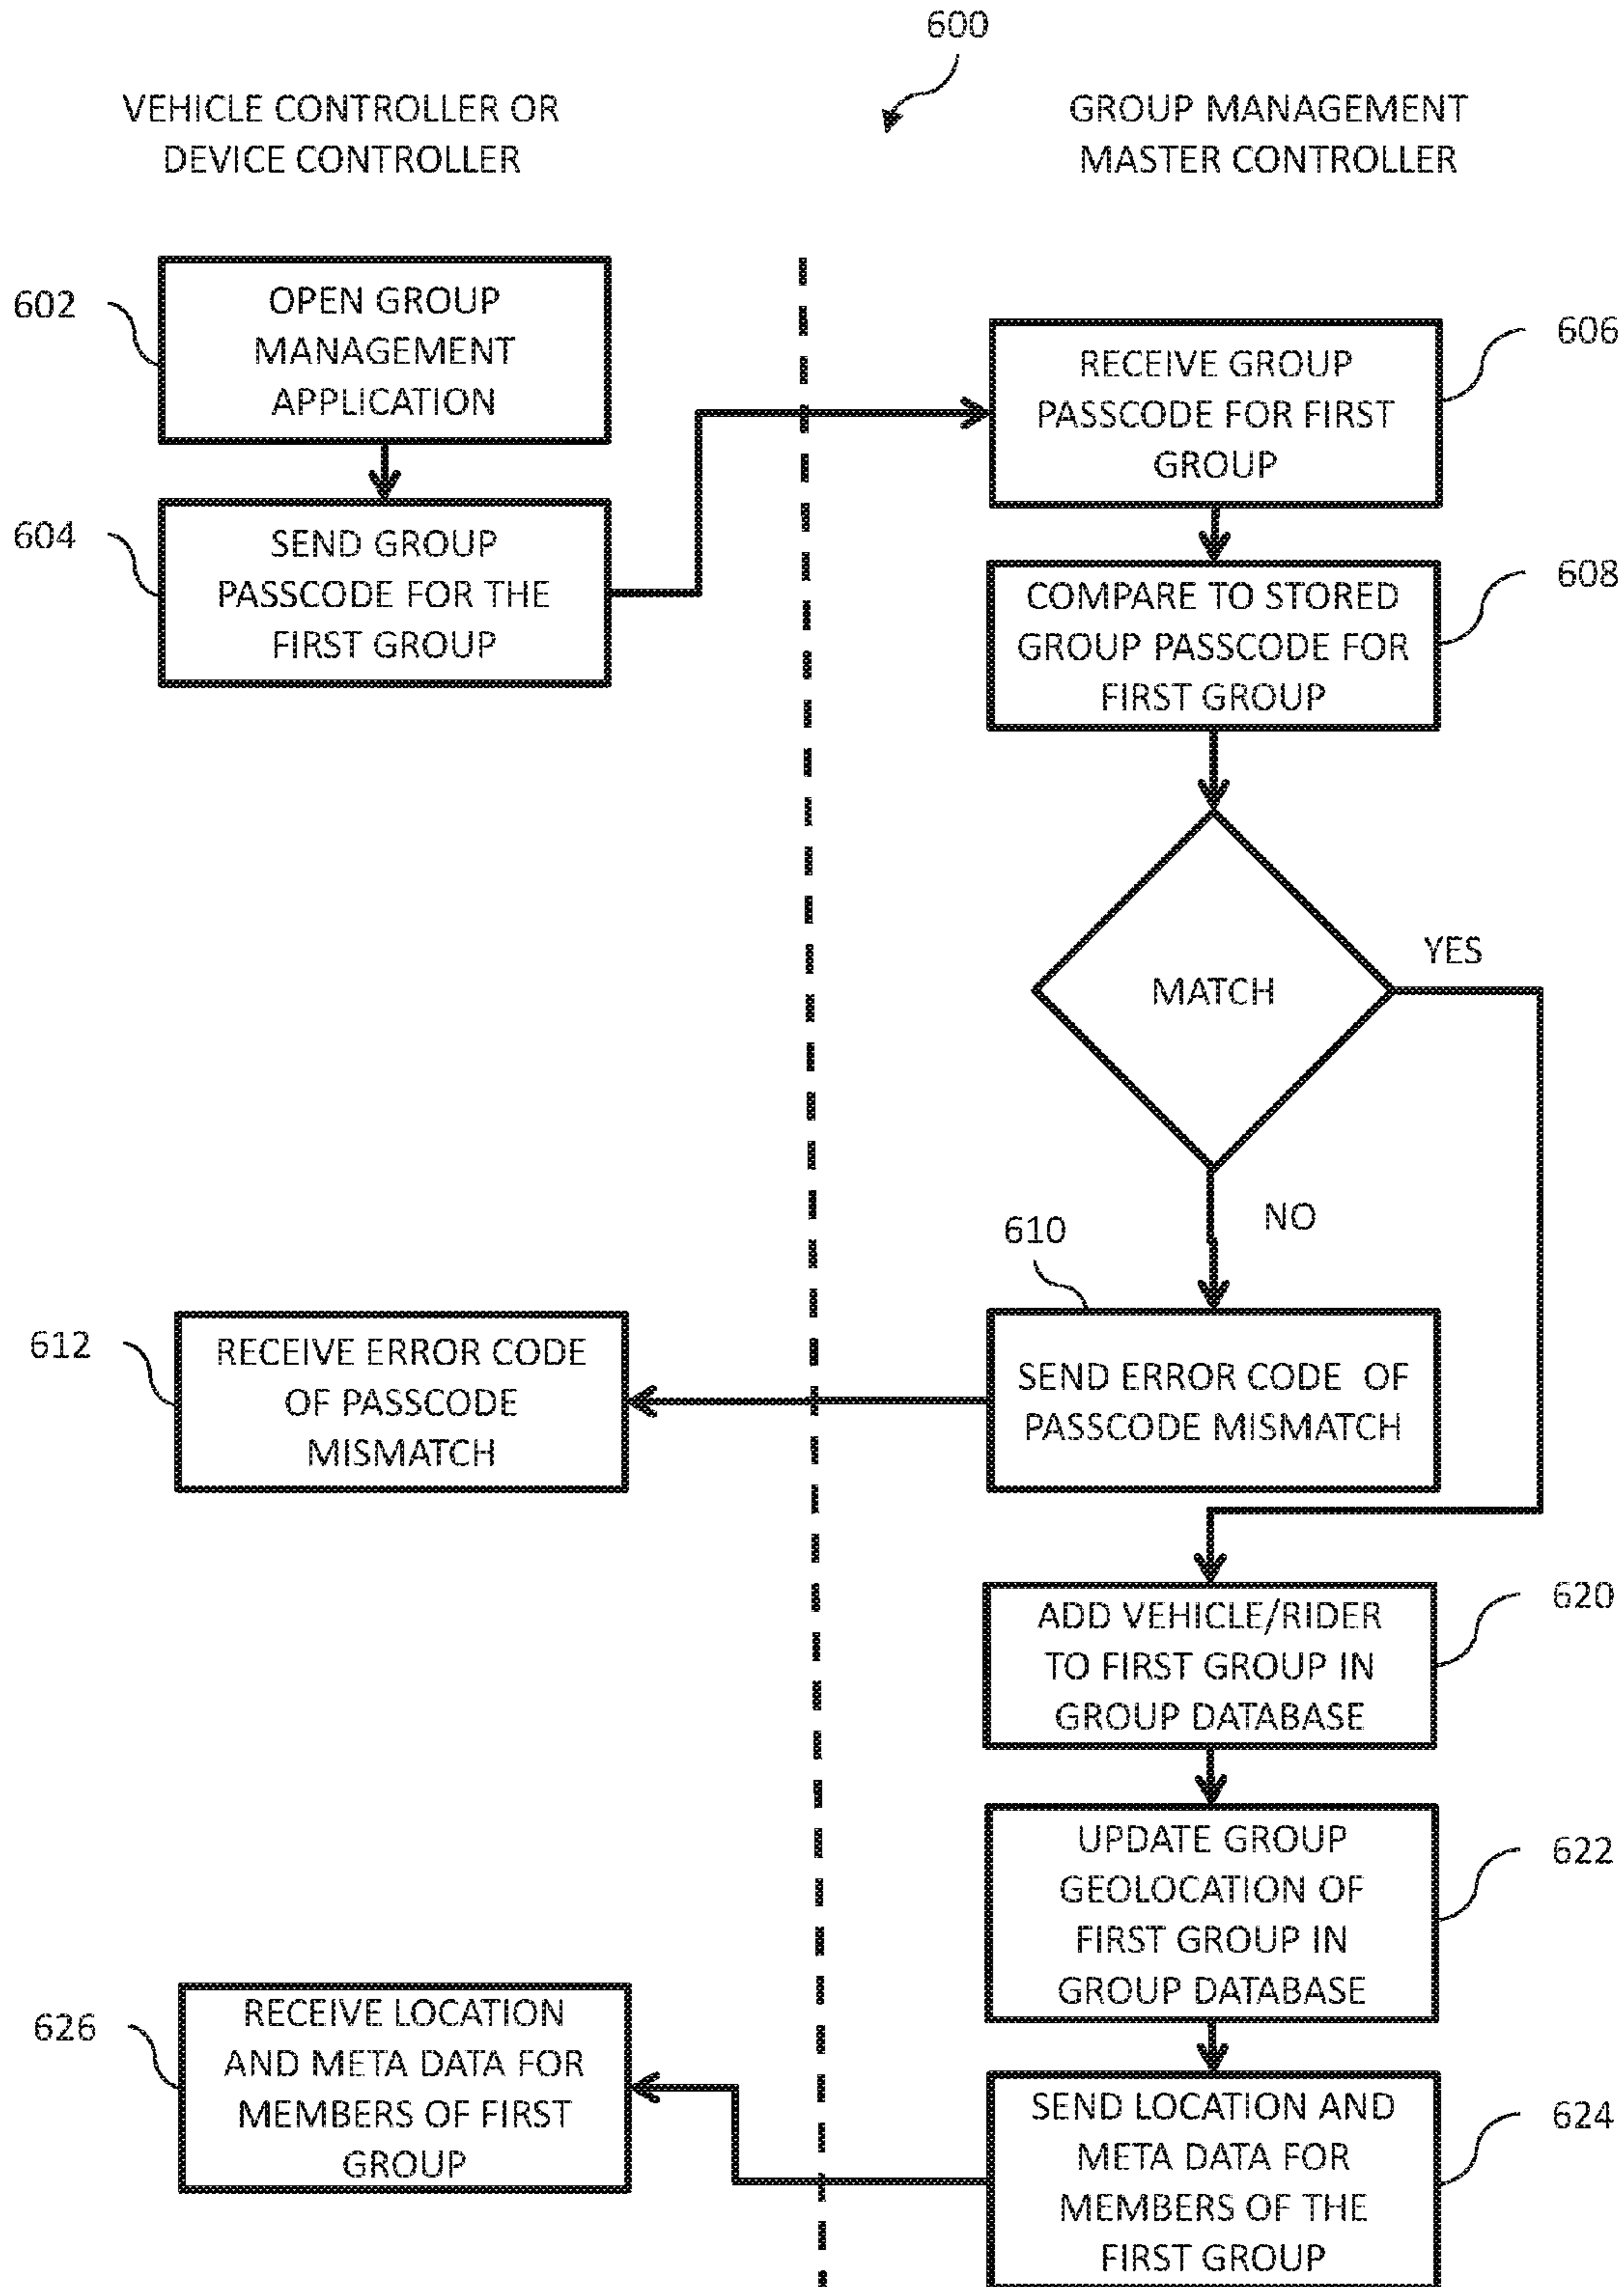 600
VEHICLE CONTROLLER OR
DEVICE CONTROLLER
GROUP MANAGEMENT
MASTER CONTROLLER
602
OPEN GROUP
MANAGEMENT
APPLICATION
604
SEND GROUP
PASSCODE FOR THE
FIRST GROUP
606
RECEIVE GROUP
PASSCODE FOR FIRST
GROUP
608
COMPARE TO STORED
GROUP PASSCODE FOR
FIRST GROUP
MATCH
YES
NO
610
SEND ERROR CODE OF
PASSCODE MISMATCH
612
RECEIVE ERROR CODE
OF PASSCODE
MISMATCH
620
ADD VEHICLE/RIDER
TO FIRST GROUP IN
GROUP DATABASE
622
UPDATE GROUP
GEOLOCATION OF
FIRST GROUP IN
GROUP DATABASE
624
SEND LOCATION AND
META DATA FOR
MEMBERS OF THE
FIRST GROUP
626
RECEIVE LOCATION
AND META DATA FOR
MEMBERS OF FIRST
GROUP